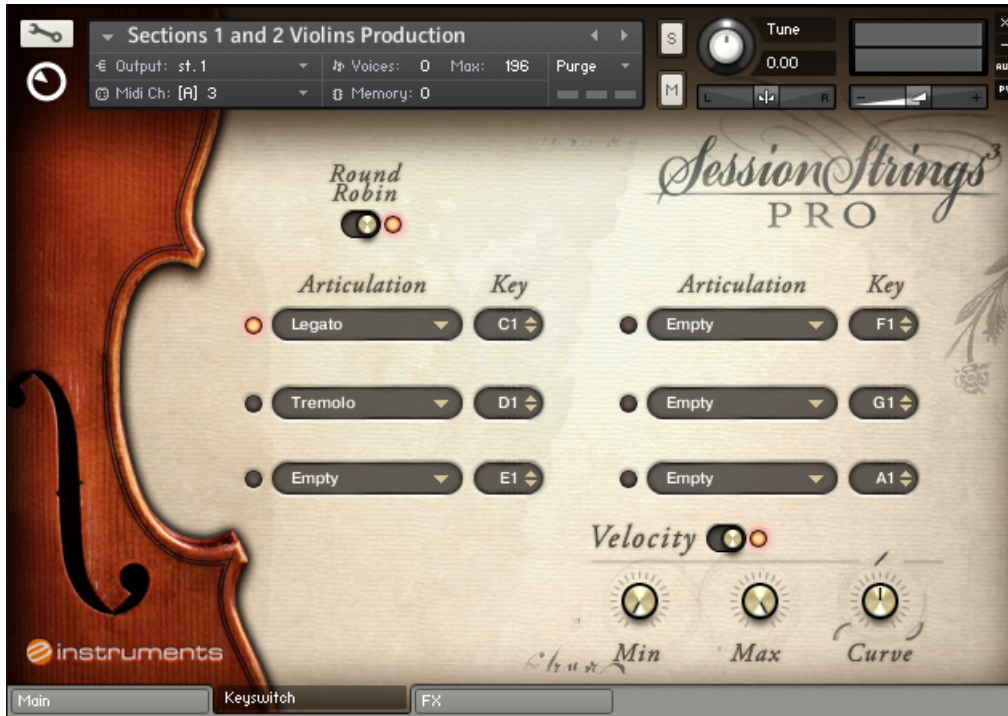 Sections 1 and 2 Violins Production
Output: st.1 Voices: 0 Max: 196 Purge
Midi Ch: [A] 3 Memory: 0
S
M
Tune
0.00
L R
- +
Session Strings³
PRO
Round
Robin
Articulation Key
Legato C1
Tremolo D1
Empty E1
Articulation Key
Empty F1
Empty G1
Empty A1
Velocity
Min Max Curve
e instruments
Main Keyswitch FX